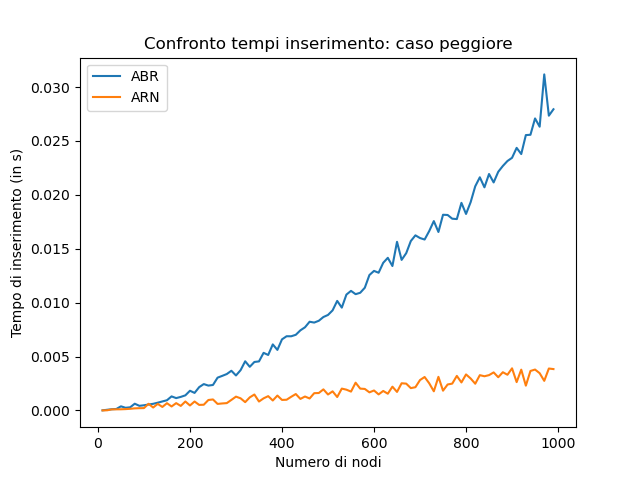 Confronto tempi inserimento: caso peggiore
ABR
ARN
0.030
0.025
0.020
0.015
0.010
0.005
0.000
Tempo di inserimento (in s)
0 200 400 600 800 1000
Numero di nodi